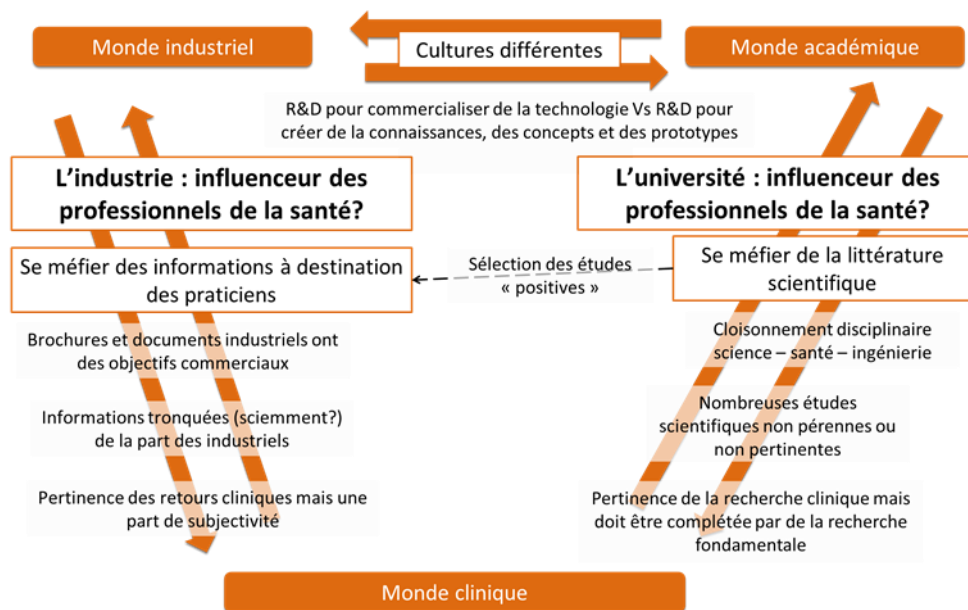 Monde industriel
Cultures différentes
Monde académique
R&D pour commercialiser de la technologie Vs R&D pour
créer de la connaissances, des concepts et des prototypes
L’industrie : influenceur des
professionnels de la santé?
L’université : influenceur des
professionnels de la santé?
Se méfier des informations à destination
des praticiens
Sélection des études
« positives »
Se méfier de la littérature
scientifique
Brochures et documents industriels ont
des objectifs commerciaux
Cloisonnement disciplinaire
science – santé – ingénierie
Informations tronquées (sciemment?)
de la part des industriels
Nombreuses études
scientifiques non pérennes ou
non pertinentes
Pertinence des retours cliniques mais une
part de subjectivité
Pertinence de la recherche clinique mais
doit être complétée par de la recherche
fondamentale
Monde clinique